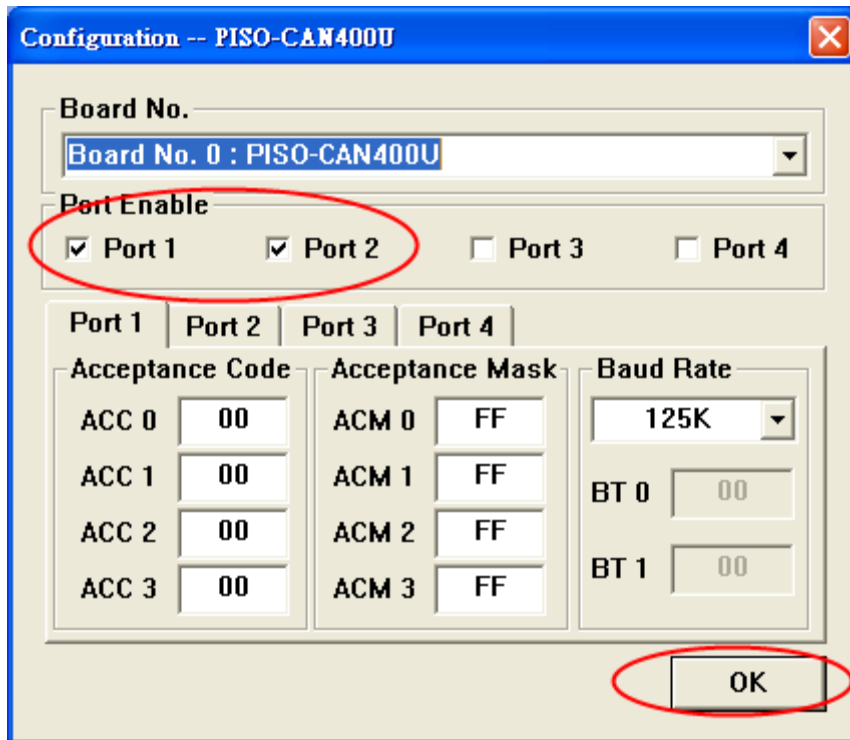 Configuration -- PISO-CAN400U
Board No.
Board No. 0 : PISO-CAN400U
Port Enable
Port 1 Port 2 Port 3 Port 4
Port 1 Port 2 Port 3 Port 4
Acceptance Code Acceptance Mask Baud Rate
ACC 0 00 ACM 0 FF 125K
ACC 1 00 ACM 1 FF BT 0 00
ACC 2 00 ACM 2 FF
ACC 3 00 ACM 3 FF BT 1 00
OK